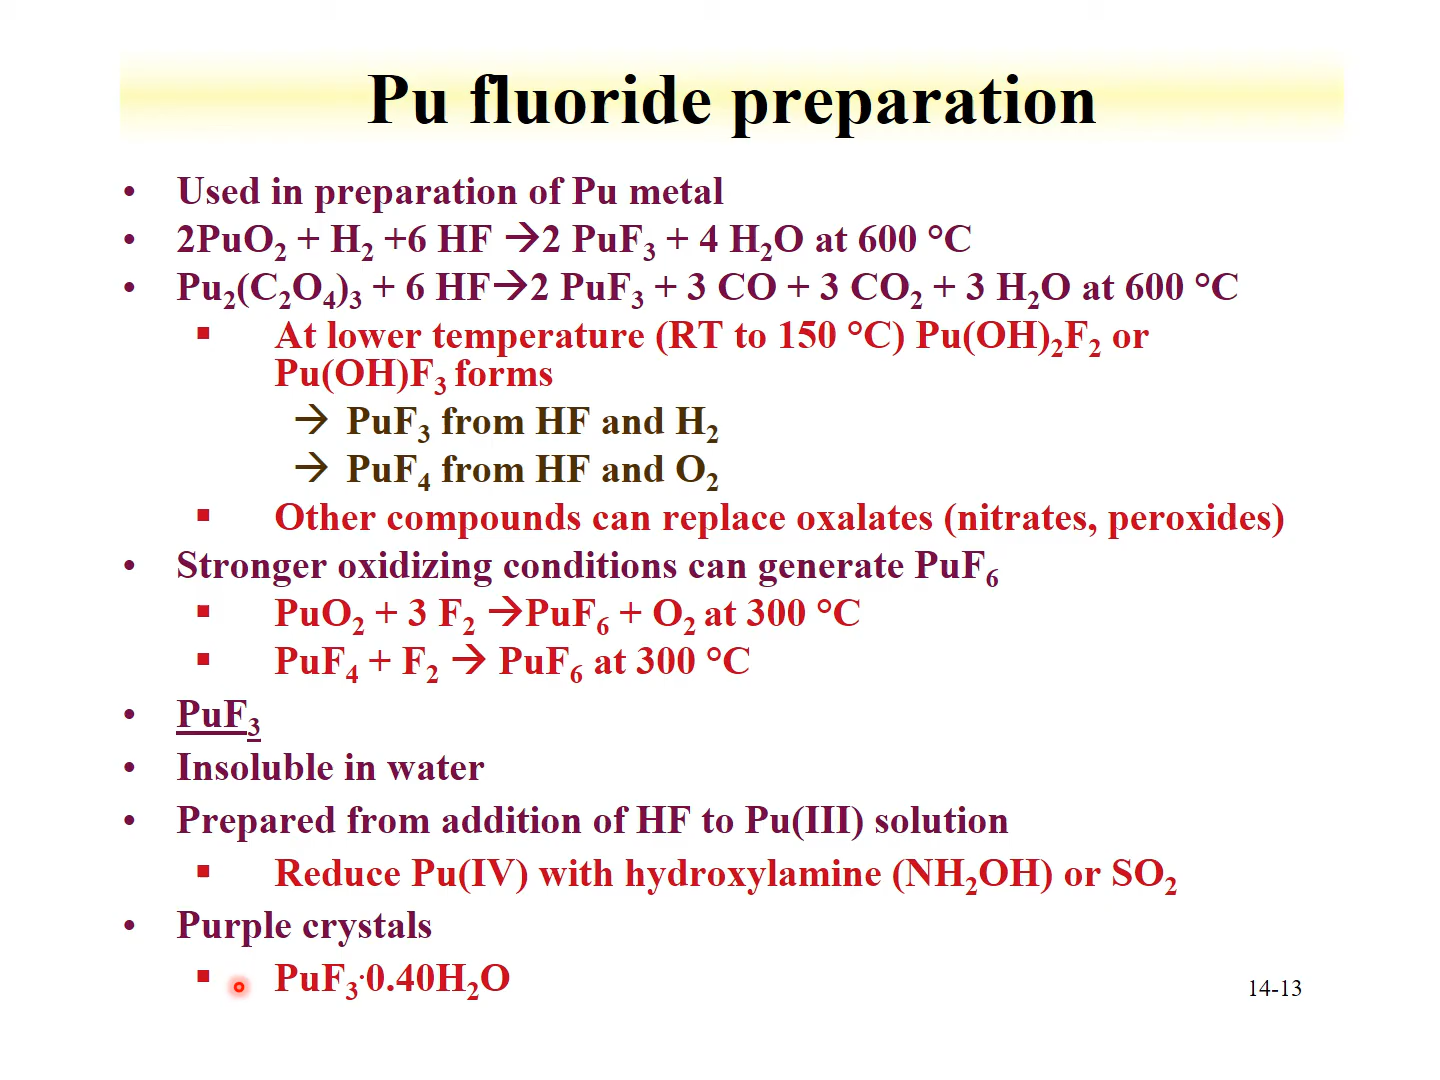 Pu fluoride preparation
• Used in preparation of Pu metal
• 2PuO₂ + H₂ +6 HF →2 PuF₃ + 4 H₂O at 600 °C
• Pu₂(C₂O₄)₃ + 6 HF→2 PuF₃ + 3 CO + 3 CO₂ + 3 H₂O at 600 °C
▪ At lower temperature (RT to 150 °C) Pu(OH)₂F₂ or
Pu(OH)F₃ forms
→ PuF₃ from HF and H₂
→ PuF₄ from HF and O₂
▪ Other compounds can replace oxalates (nitrates, peroxides)
• Stronger oxidizing conditions can generate PuF₆
▪ PuO₂ + 3 F₂ →PuF₆ + O₂ at 300 °C
▪ PuF₄ + F₂ → PuF₆ at 300 °C
• PuF₃
• Insoluble in water
• Prepared from addition of HF to Pu(III) solution
▪ Reduce Pu(IV) with hydroxylamine (NH₂OH) or SO₂
• Purple crystals
▪ PuF₃·0.40H₂O
14-13